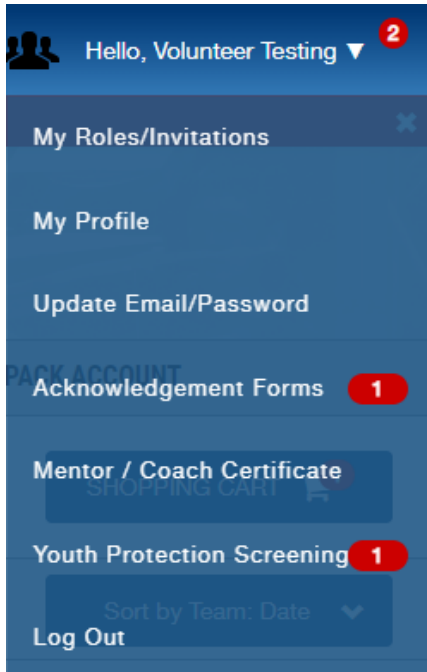 Hello, Volunteer Testing ▼ 2
My Roles/Invitations
My Profile
Update Email/Password
PACK ACCOUNT
Acknowledgement Forms 1
Mentor / Coach Certificate
SHOPPING CART
Youth Protection Screening 1
Sort by Team: Date
Log Out